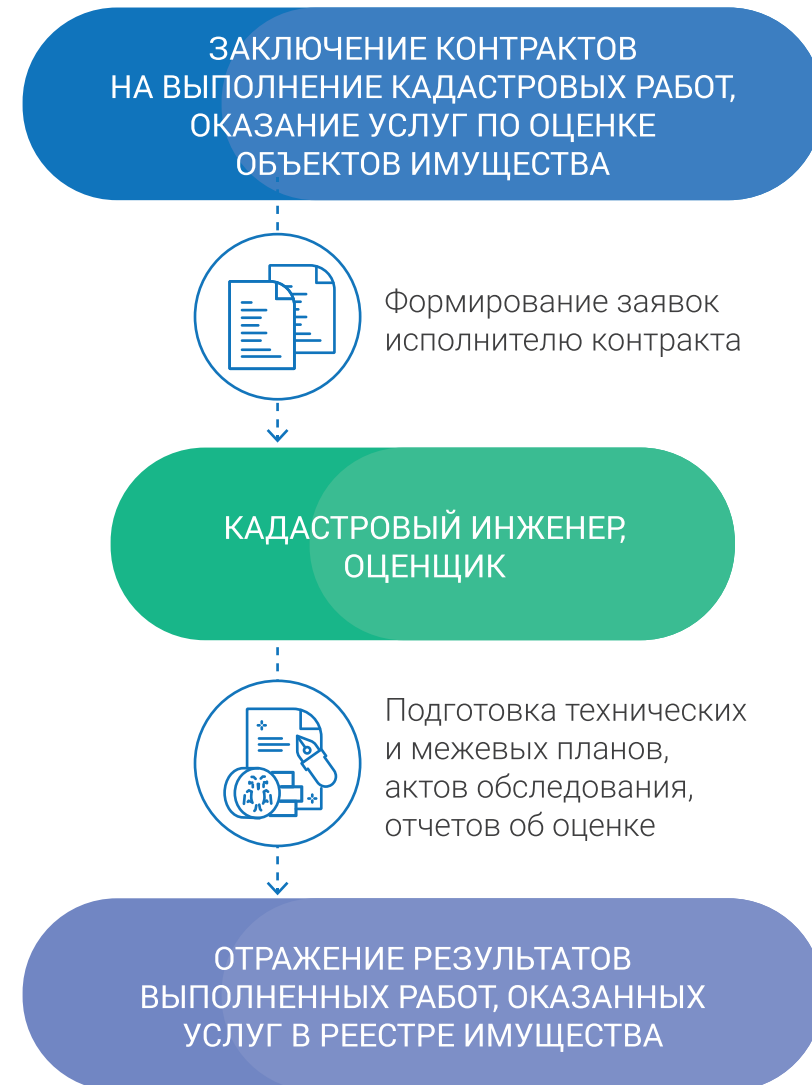 ЗАКЛЮЧЕНИЕ КОНТРАКТОВ
НА ВЫПОЛНЕНИЕ КАДАСТРОВЫХ РАБОТ,
ОКАЗАНИЕ УСЛУГ ПО ОЦЕНКЕ
ОБЪЕКТОВ ИМУЩЕСТВА
Формирование заявок
исполнителю контракта
КАДАСТРОВЫЙ ИНЖЕНЕР,
ОЦЕНЩИК
Подготовка технических
и межевых планов,
актов обследования,
отчетов об оценке
ОТРАЖЕНИЕ РЕЗУЛЬТАТОВ
ВЫПОЛНЕННЫХ РАБОТ, ОКАЗАННЫХ
УСЛУГ В РЕЕСТРЕ ИМУЩЕСТВА